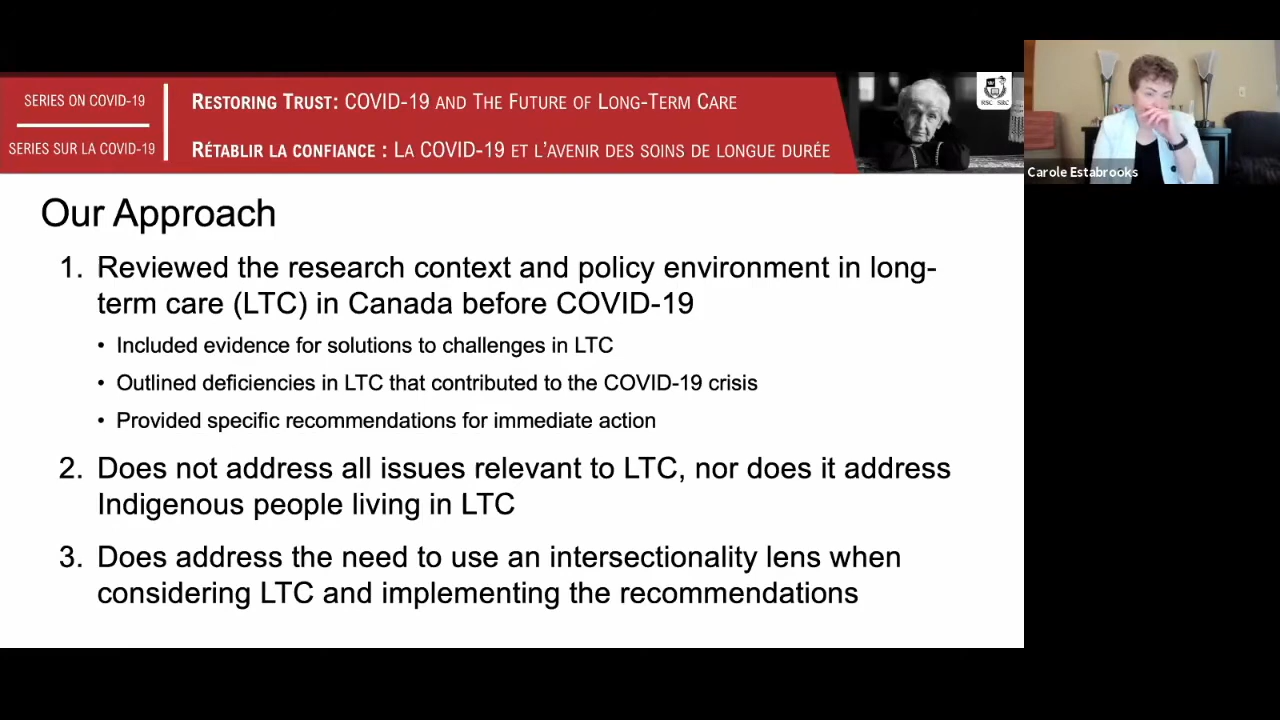 SERIES ON COVID-19
SERIES SUR LA COVID-19
RESTORING TRUST: COVID-19 AND THE FUTURE OF LONG-TERM CARE
RÉTABLIR LA CONFIANCE : LA COVID-19 ET L'AVENIR DES SOINS DE LONGUE DURÉE
RSC SRC
Carole Estabrooks
Our Approach
1. Reviewed the research context and policy environment in long-
term care (LTC) in Canada before COVID-19
• Included evidence for solutions to challenges in LTC
• Outlined deficiencies in LTC that contributed to the COVID-19 crisis
• Provided specific recommendations for immediate action
2. Does not address all issues relevant to LTC, nor does it address
Indigenous people living in LTC
3. Does address the need to use an intersectionality lens when
considering LTC and implementing the recommendations